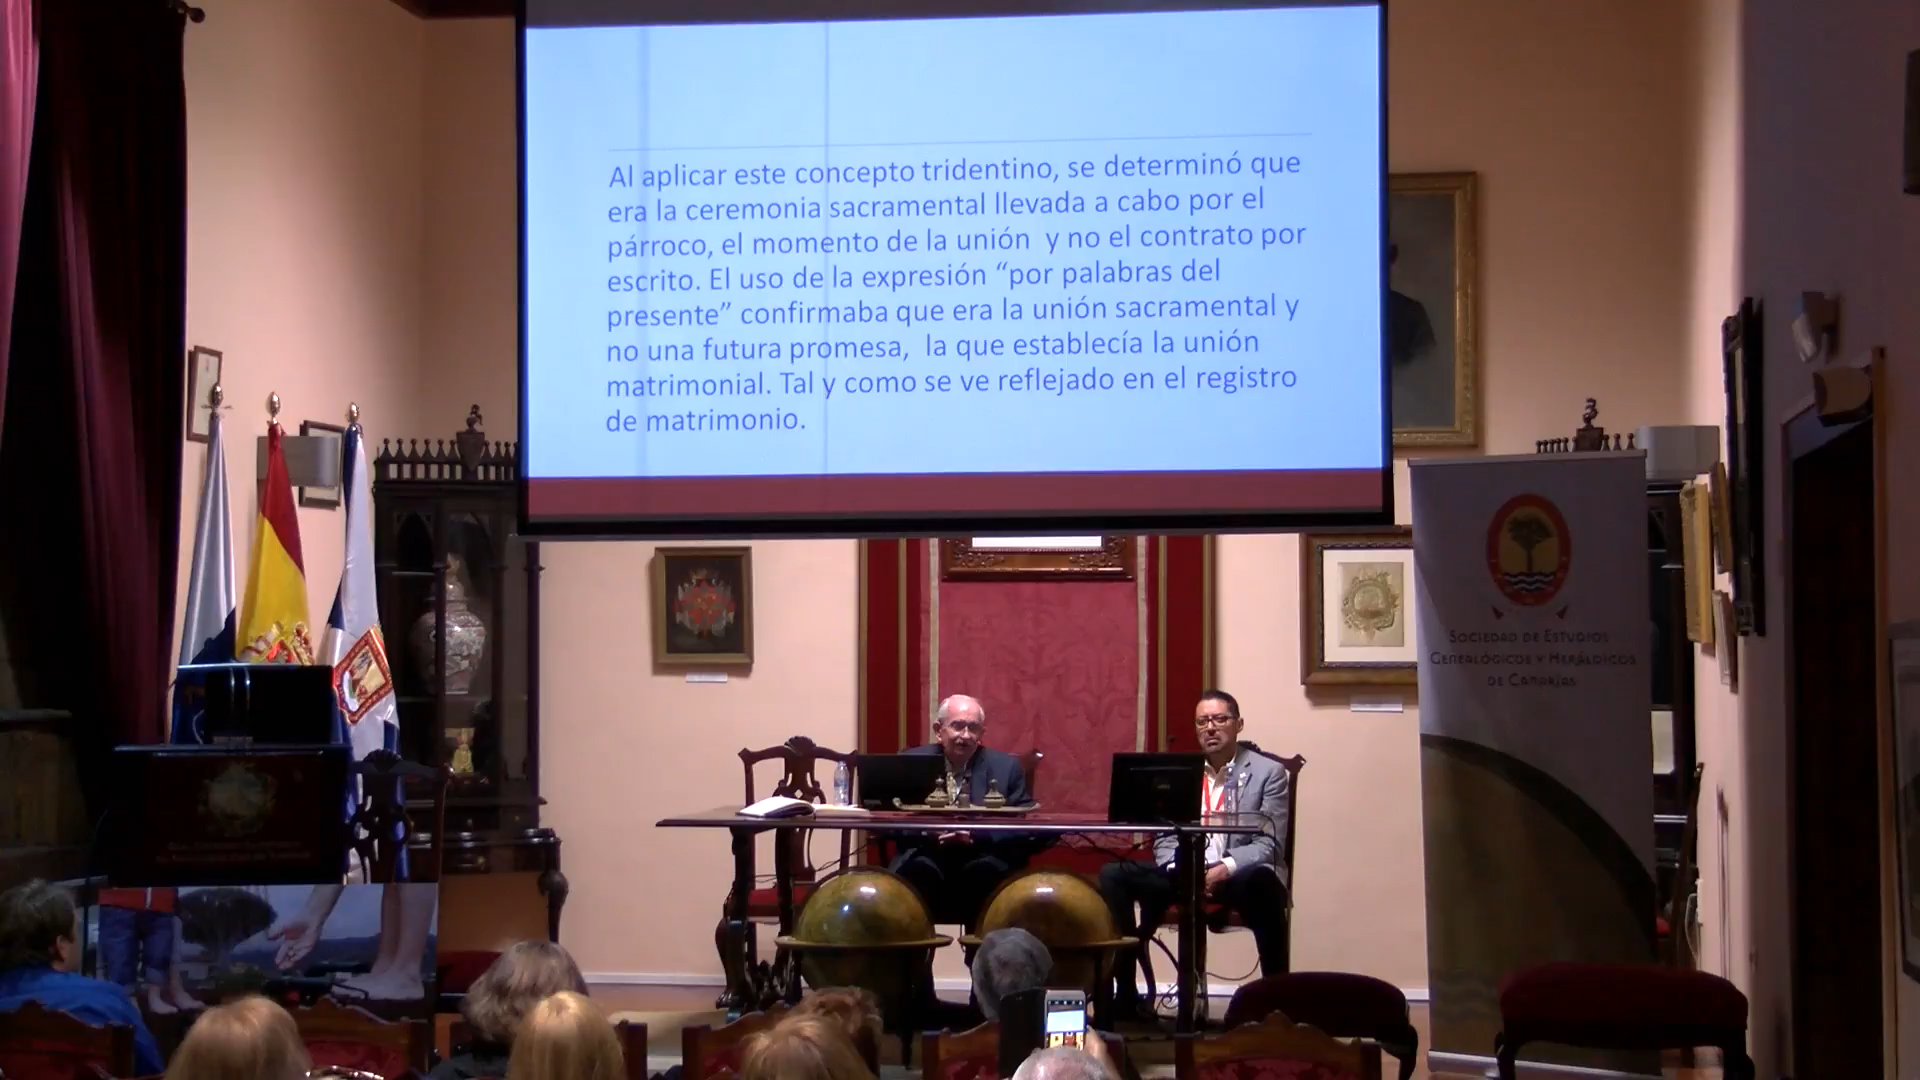 Al aplicar este concepto tridentino, se determinó que
era la ceremonia sacramental llevada a cabo por el
párroco, el momento de la unión y no el contrato por
escrito. El uso de la expresión “por palabras del
presente” confirmaba que era la unión sacramental y
no una futura promesa, la que establecía la unión
matrimonial. Tal y como se ve reflejado en el registro
de matrimonio.
Sociedad de Estudios
Genealógicos y Heráldicos
de Canarias